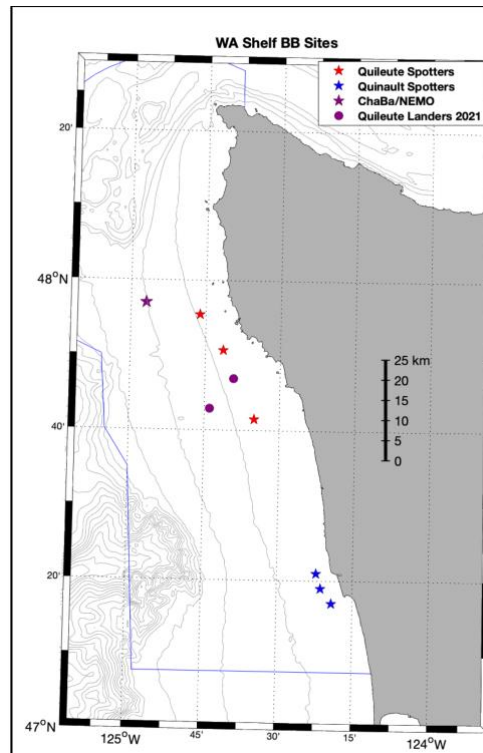 WA Shelf BB Sites
Quileute Spotters
Quinault Spotters
ChaBa/NEMO
Quileute Landers 2021
20'
48°N
25 km
20
15
10
5
0
40'
20'
47°N
125°W
45'
30'
15'
124°W